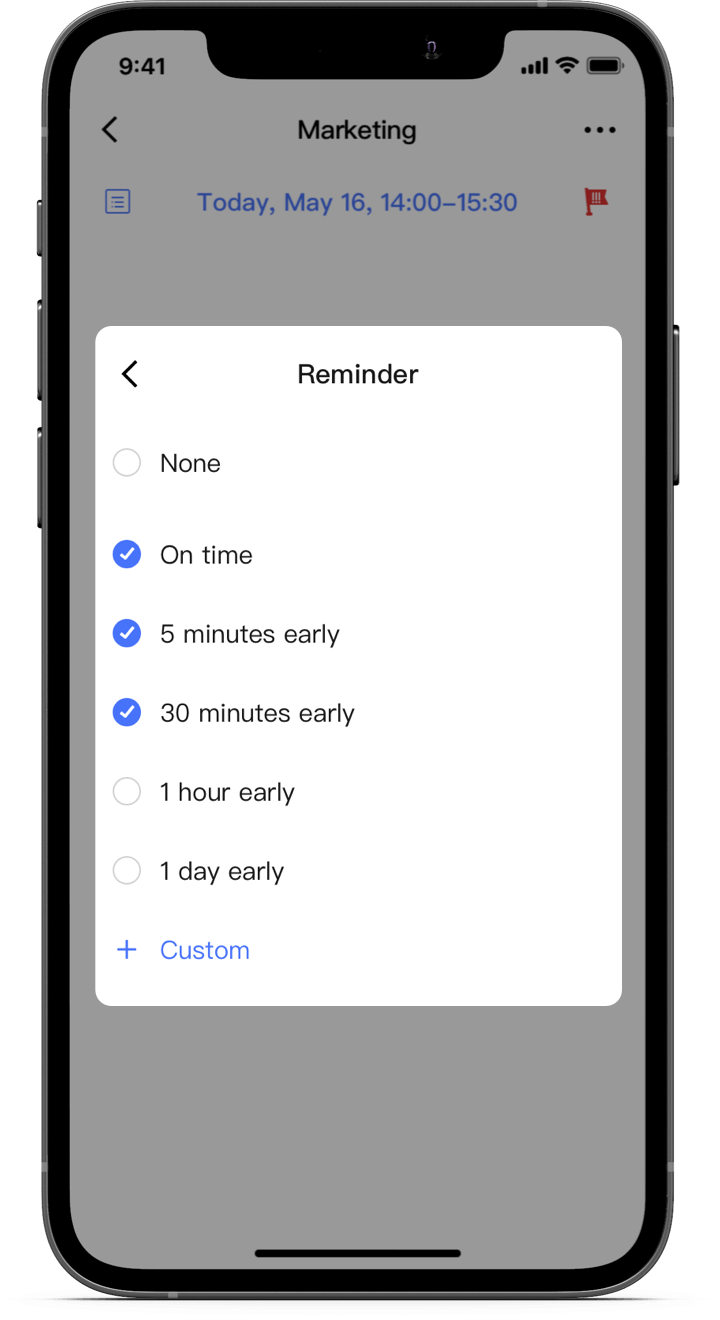 9:41
Marketing
Today, May 16, 14:00–15:30
Reminder
None
On time
5 minutes early
30 minutes early
1 hour early
1 day early
+ Custom